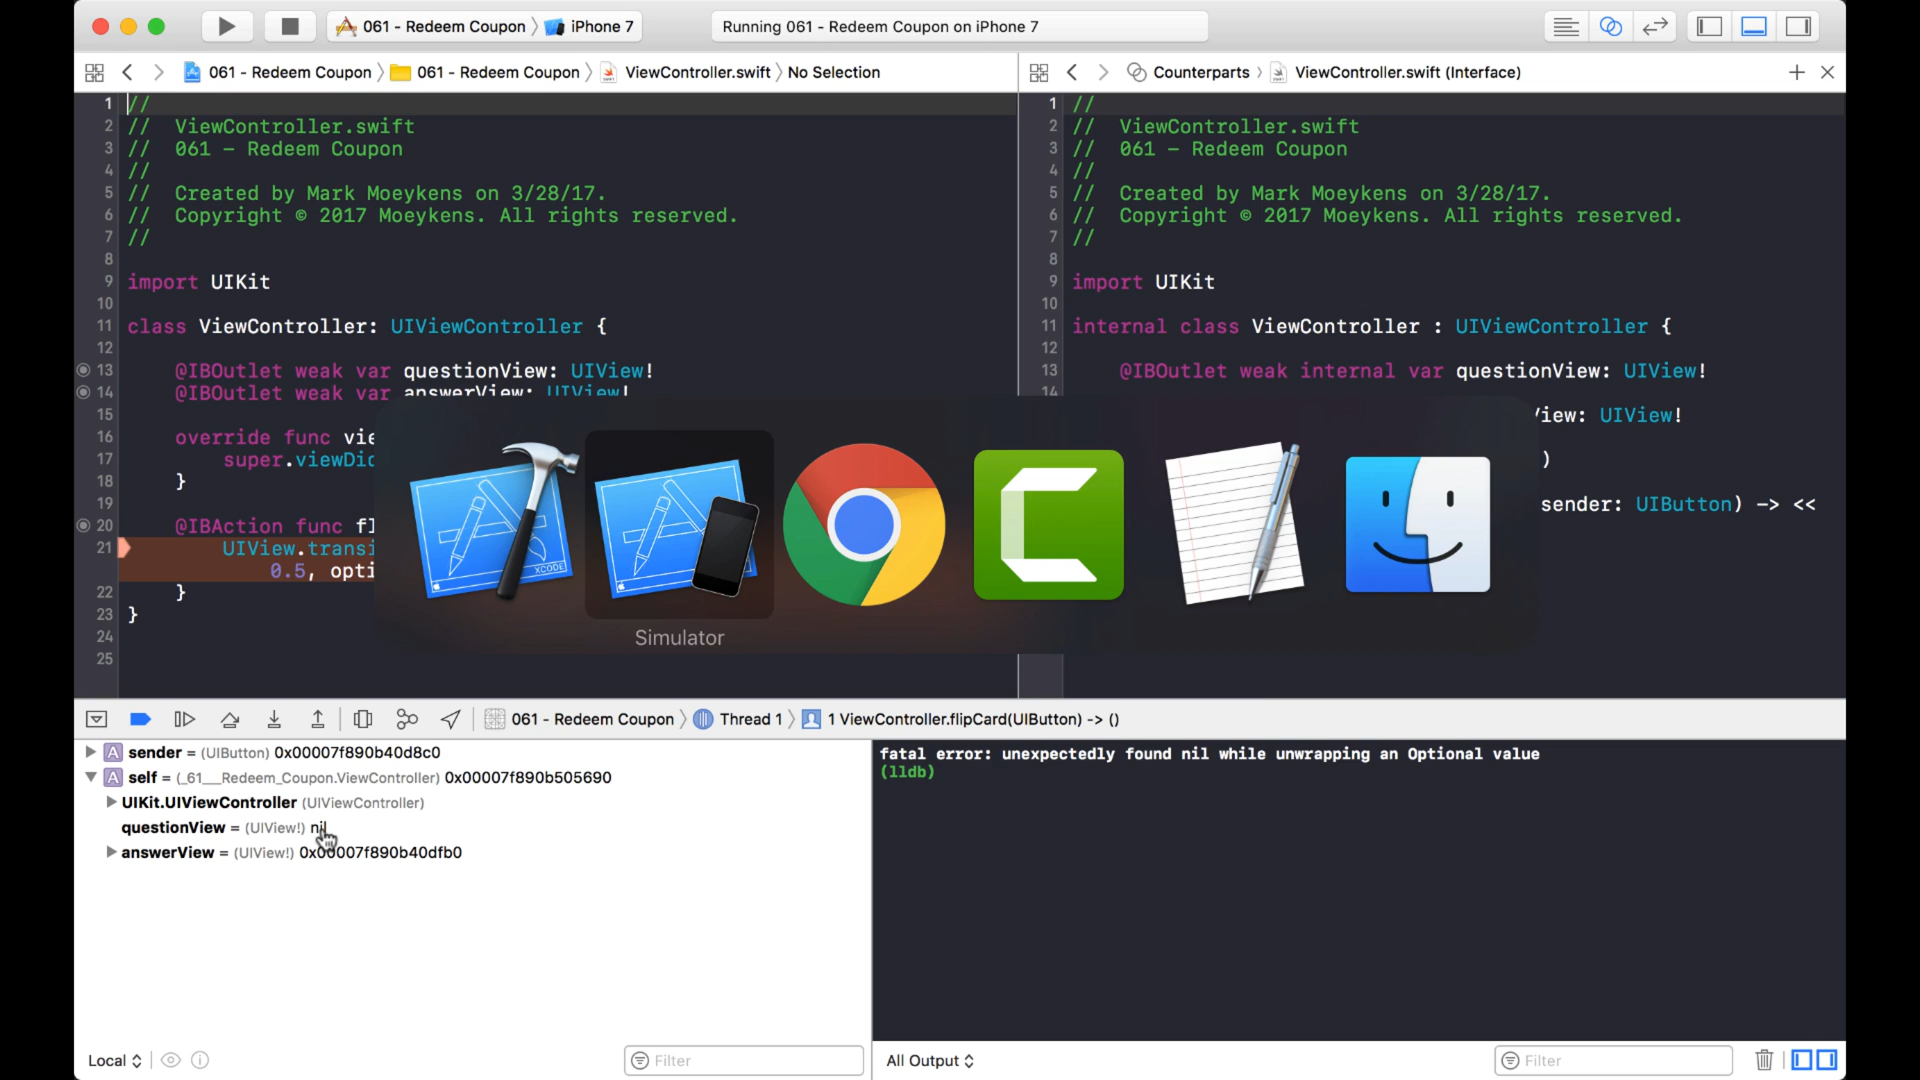 061 - Redeem Coupon
iPhone 7
Running 061 - Redeem Coupon on iPhone 7
061 - Redeem Coupon
061 - Redeem Coupon
ViewController.swift
No Selection
Counterparts
ViewController.swift (Interface)
1 //
2 // ViewController.swift
3 // 061 - Redeem Coupon
4 //
5 // Created by Mark Moeykens on 3/28/17.
6 // Copyright © 2017 Moeykens. All rights reserved.
7 //
8
9 import UIKit
10
11 class ViewController: UIViewController {
12
13 @IBOutlet weak var questionView: UIView!
14 @IBOutlet weak var answerView: UIView!
15
16 override func vie
17 super.viewDid
18 }
19
20 @IBAction func fl
21 UIView.transi
0.5, opti
22 }
23 }
24
25
1 //
2 // ViewController.swift
3 // 061 - Redeem Coupon
4 //
5 // Created by Mark Moeykens on 3/28/17.
6 // Copyright © 2017 Moeykens. All rights reserved.
7 //
8
9 import UIKit
10
11 internal class ViewController : UIViewController {
12
13 @IBOutlet weak internal var questionView: UIView!
14
iew: UIView!
)
sender: UIButton) -> <<
XCODE
Simulator
061 - Redeem Coupon
Thread 1
1 ViewController.flipCard(UIButton) -> ()
A sender = (UIButton) 0x00007f890b40d8c0
A self = (_61___Redeem_Coupon.ViewController) 0x00007f890b505690
UIKit.UIViewController (UIViewController)
questionView = (UIView!) nil
answerView = (UIView!) 0x00007f890b40dfb0
fatal error: unexpectedly found nil while unwrapping an Optional value
(lldb)
Local
Filter
All Output
Filter